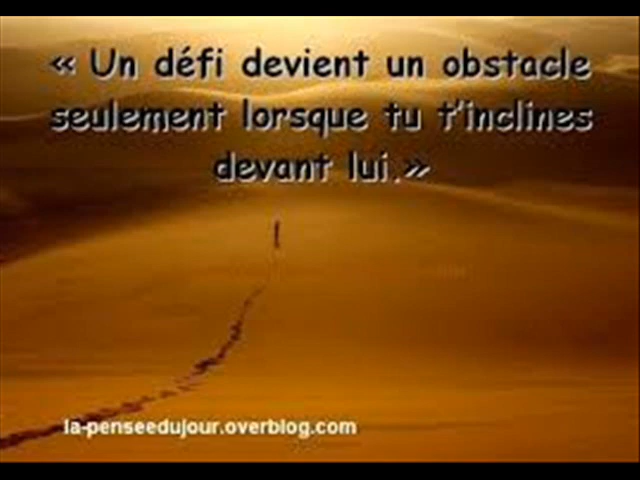 « Un défi devient un obstacle
seulement lorsque tu t'inclines
devant lui.»
la-penseedujour.overblog.com